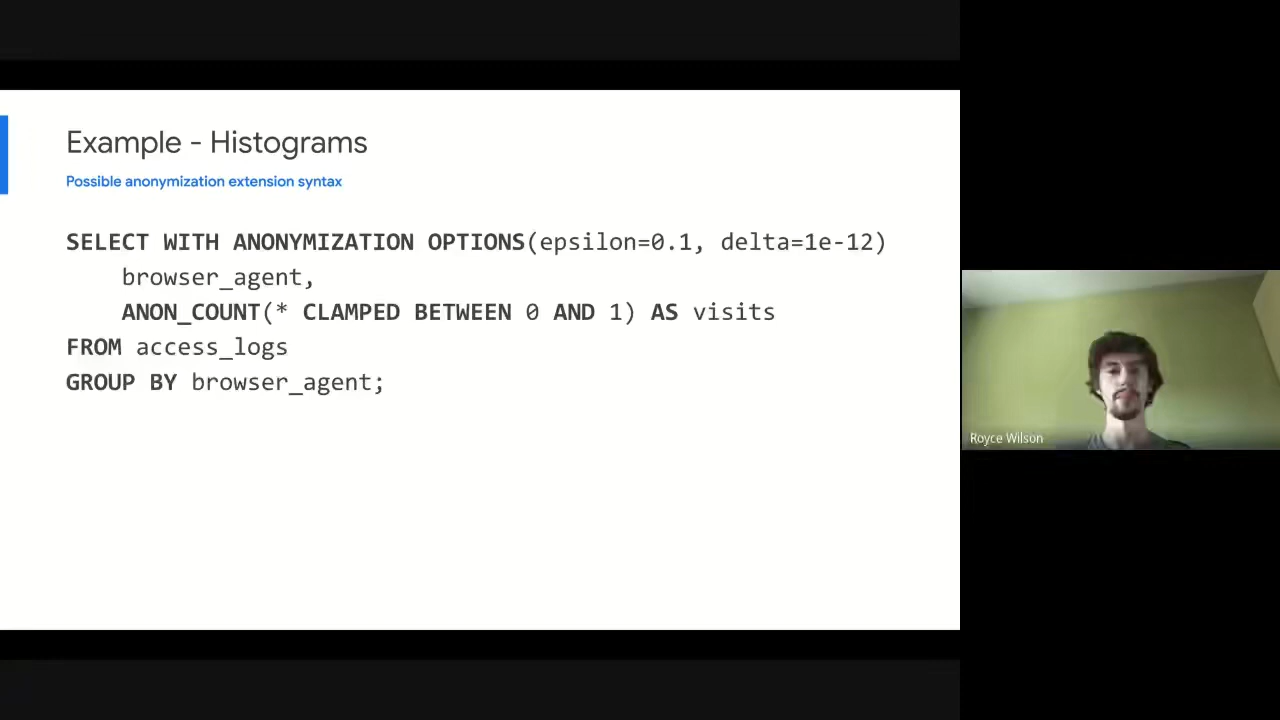 Example - Histograms
Possible anonymization extension syntax
SELECT WITH ANONYMIZATION OPTIONS(epsilon=0.1, delta=1e-12)
browser_agent,
ANON_COUNT(* CLAMPED BETWEEN 0 AND 1) AS visits
FROM access_logs
GROUP BY browser_agent;
Royce Wilson